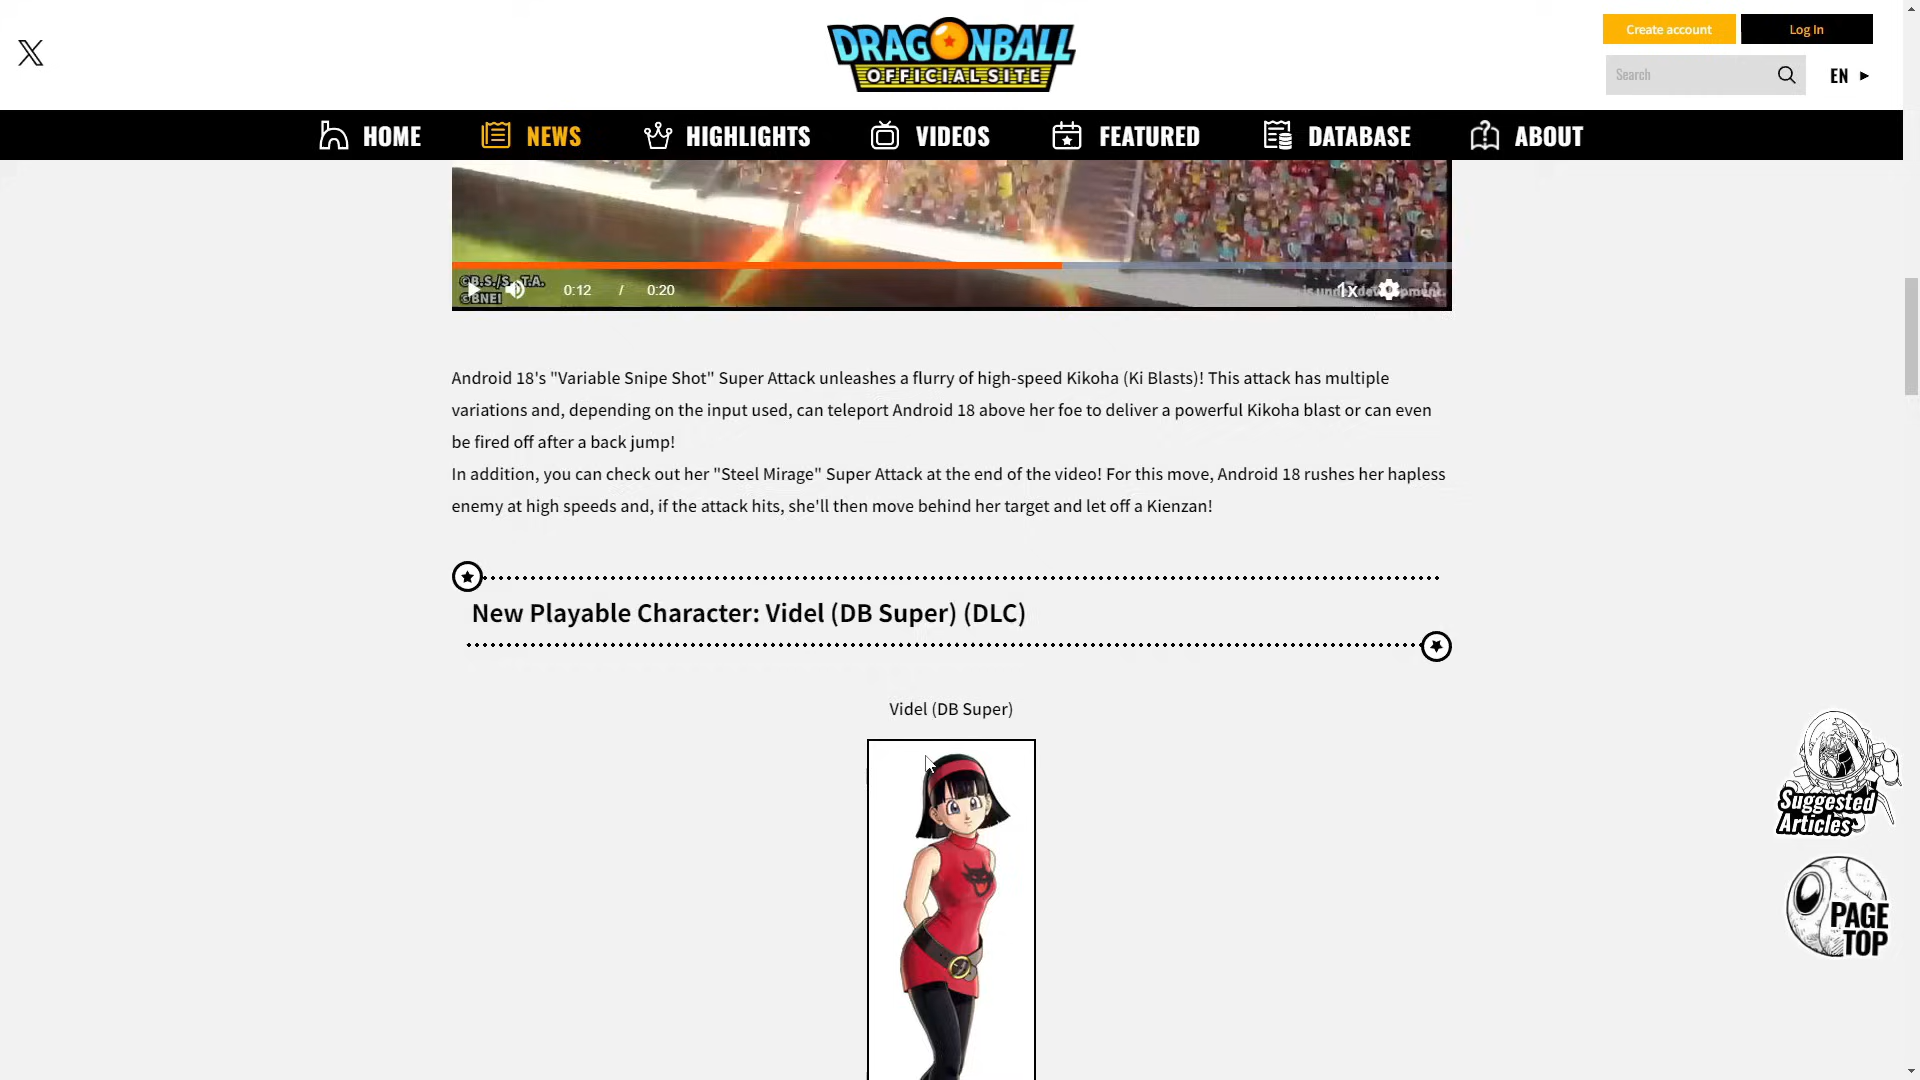 DRAGONBALL
OFFICIAL SITE
Create account
Log In
Search
EN
HOME
NEWS
HIGHLIGHTS
VIDEOS
FEATURED
DATABASE
ABOUT
©B.S./S., T.A.
©BNEI
0:12 / 0:20
1x
Android 18's "Variable Snipe Shot" Super Attack unleashes a flurry of high-speed Kikoha (Ki Blasts)! This attack has multiple
variations and, depending on the input used, can teleport Android 18 above her foe to deliver a powerful Kikoha blast or can even
be fired off after a back jump!
In addition, you can check out her "Steel Mirage" Super Attack at the end of the video! For this move, Android 18 rushes her hapless
enemy at high speeds and, if the attack hits, she'll then move behind her target and let off a Kienzan!
New Playable Character: Videl (DB Super) (DLC)
Videl (DB Super)
Suggested
Articles
PAGE
TOP